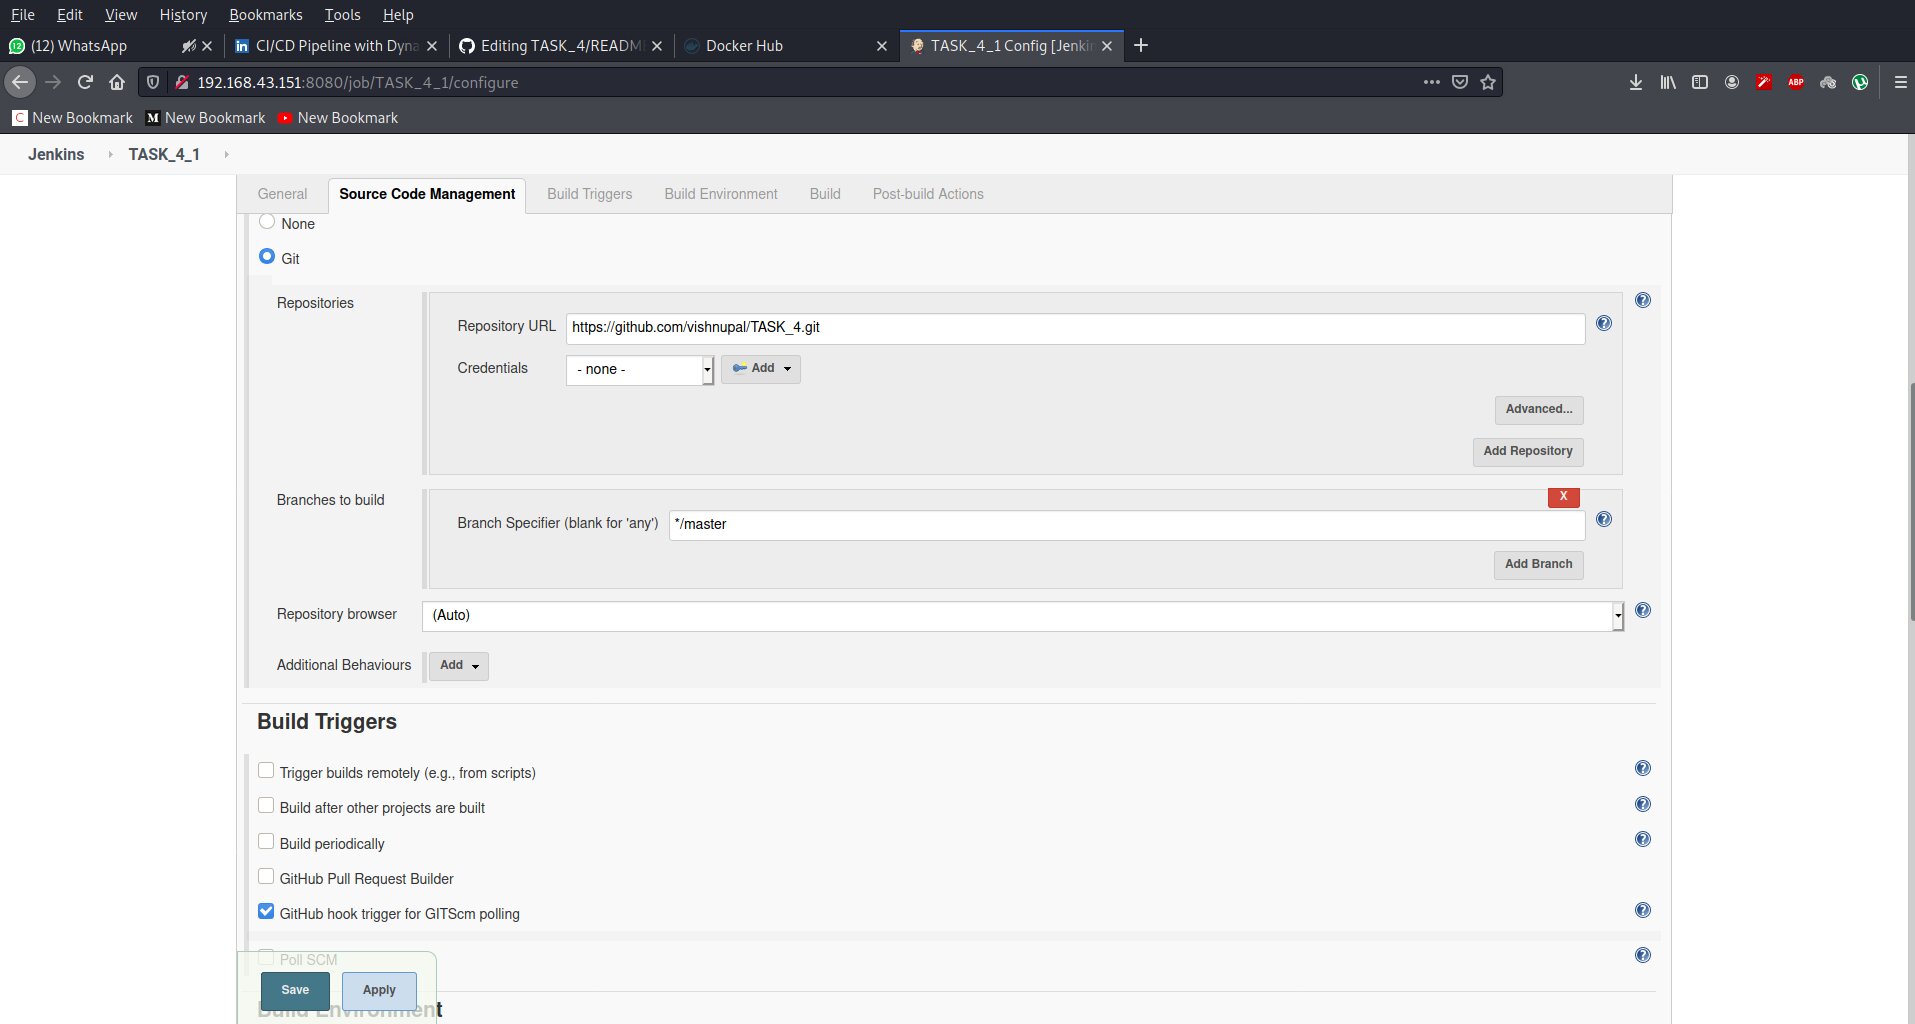 File Edit View History Bookmarks Tools Help
(12) WhatsApp CI/CD Pipeline with Dyna Editing TASK_4/READM Docker Hub TASK_4_1 Config [Jenki
192.168.43.151:8080/job/TASK_4_1/configure
ABP
New Bookmark M New Bookmark New Bookmark
Jenkins TASK_4_1
General Source Code Management Build Triggers Build Environment Build Post-build Actions
None
Git
Repositories
Repository URL https://github.com/vishnupal/TASK_4.git
Credentials - none - Add
Advanced...
Add Repository
Branches to build
X
Branch Specifier (blank for 'any') */master
Add Branch
Repository browser (Auto)
Additional Behaviours Add
Build Triggers
Trigger builds remotely (e.g., from scripts)
Build after other projects are built
Build periodically
GitHub Pull Request Builder
GitHub hook trigger for GITScm polling
Poll SCM
Save Apply
Build Environment